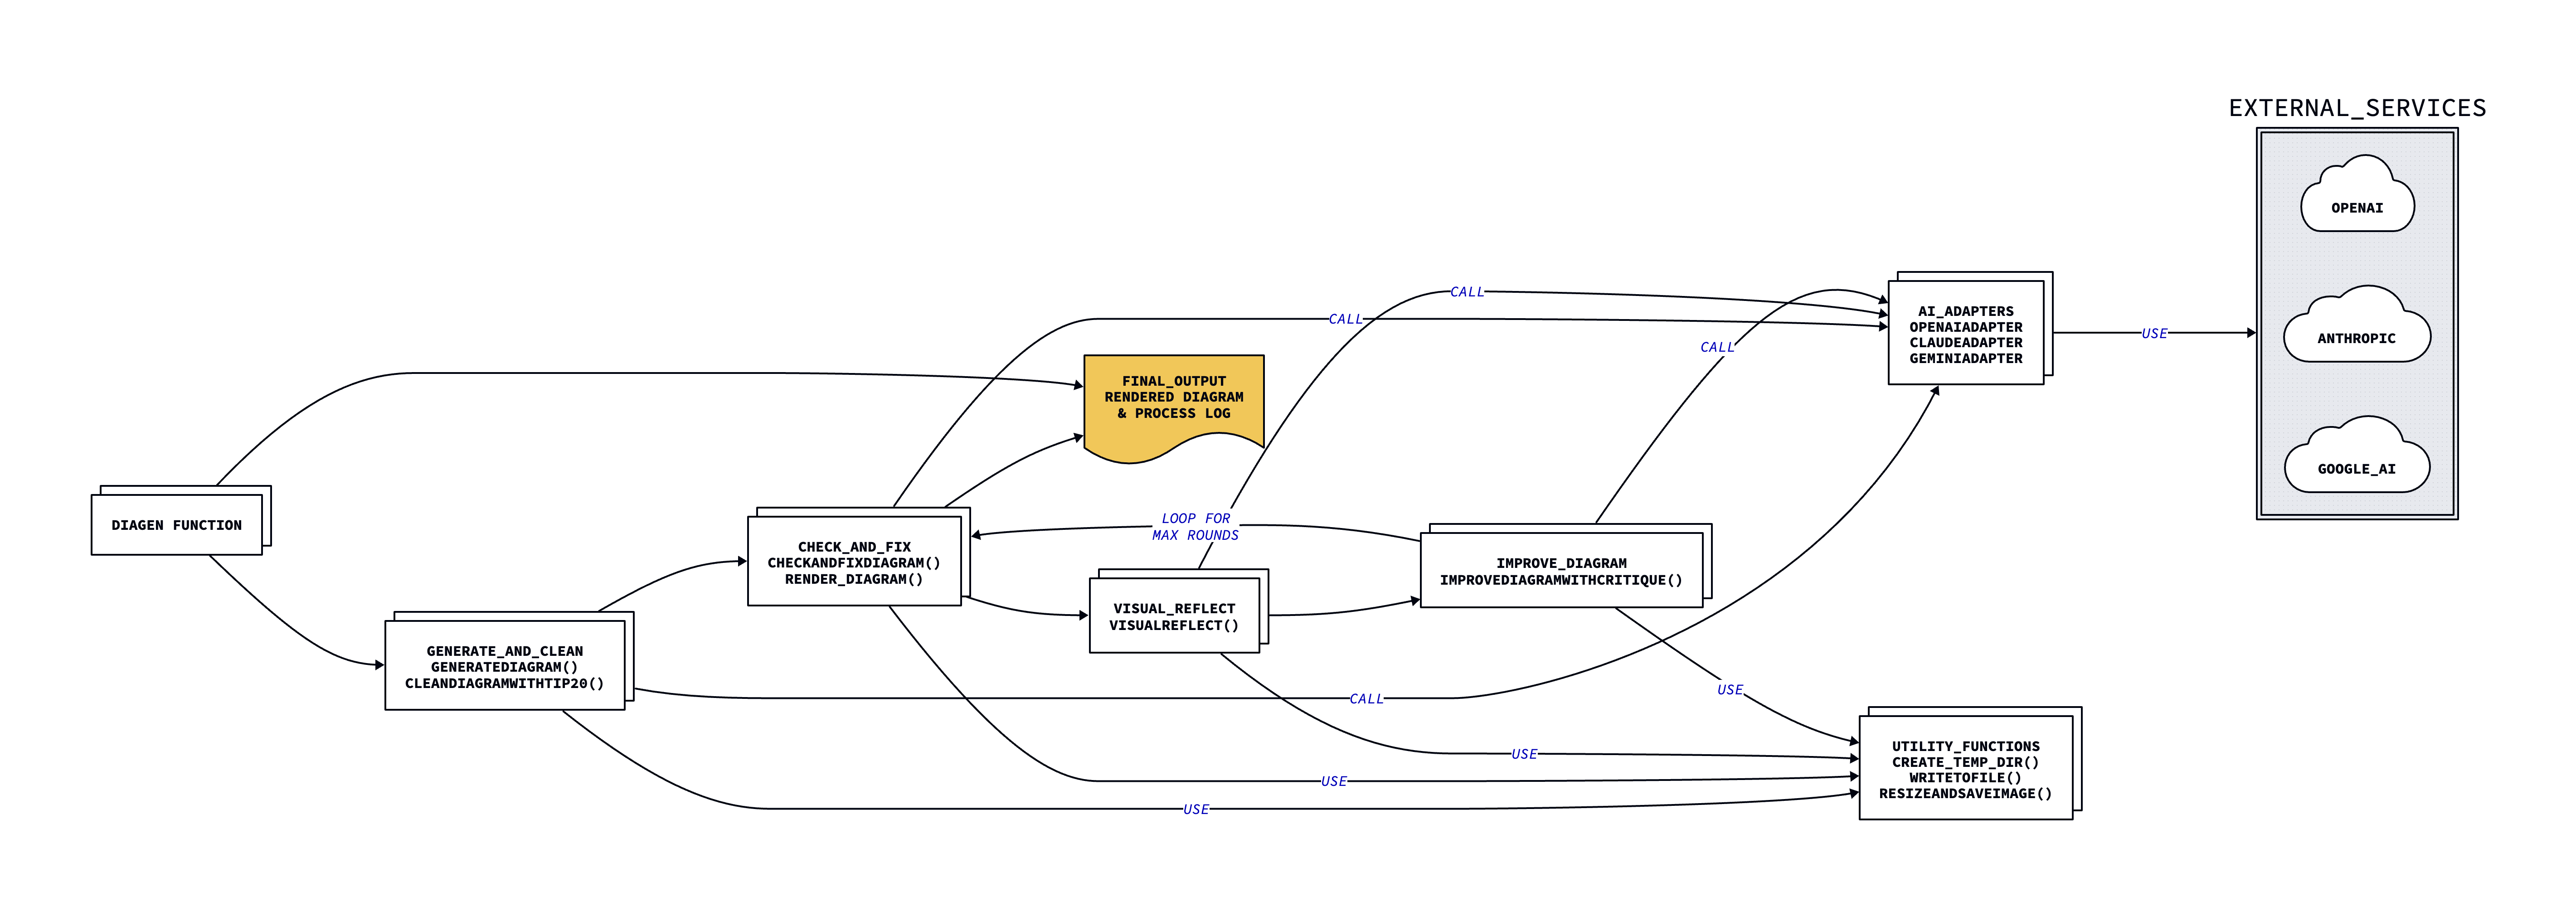 EXTERNAL_SERVICES
OPENAI
ANTHROPIC
GOOGLE_AI
CALL
CALL
CALL
USE
AI_ADAPTERS
OPENAIADAPTER
CLAUDEADAPTER
GEMINIADAPTER
FINAL_OUTPUT
RENDERED DIAGRAM
& PROCESS LOG
DIAGEN FUNCTION
LOOP FOR
MAX ROUNDS
CHECK_AND_FIX
CHECKANDFIXDIAGRAM()
RENDER_DIAGRAM()
IMPROVE_DIAGRAM
IMPROVEDIAGRAMWITHCRITIQUE()
VISUAL_REFLECT
VISUALREFLECT()
GENERATE_AND_CLEAN
GENERATEDIAGRAM()
CLEANDIAGRAMWITHTIP20()
CALL
USE
USE
USE
USE
UTILITY_FUNCTIONS
CREATE_TEMP_DIR()
WRITETOFILE()
RESIZEANDSAVEIMAGE()